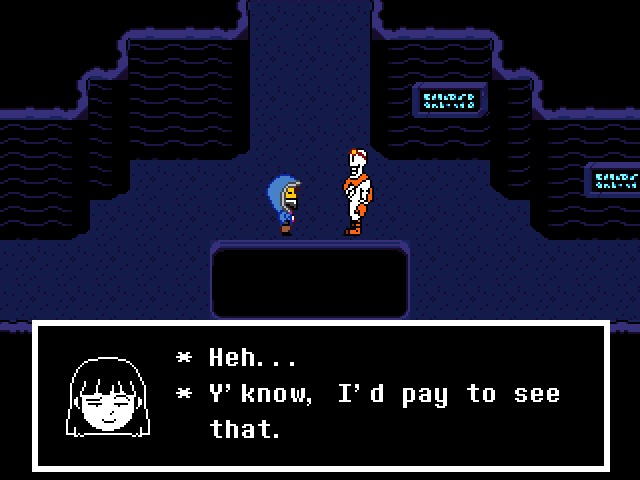 * Heh...
* Y'know, I'd pay to see
that.